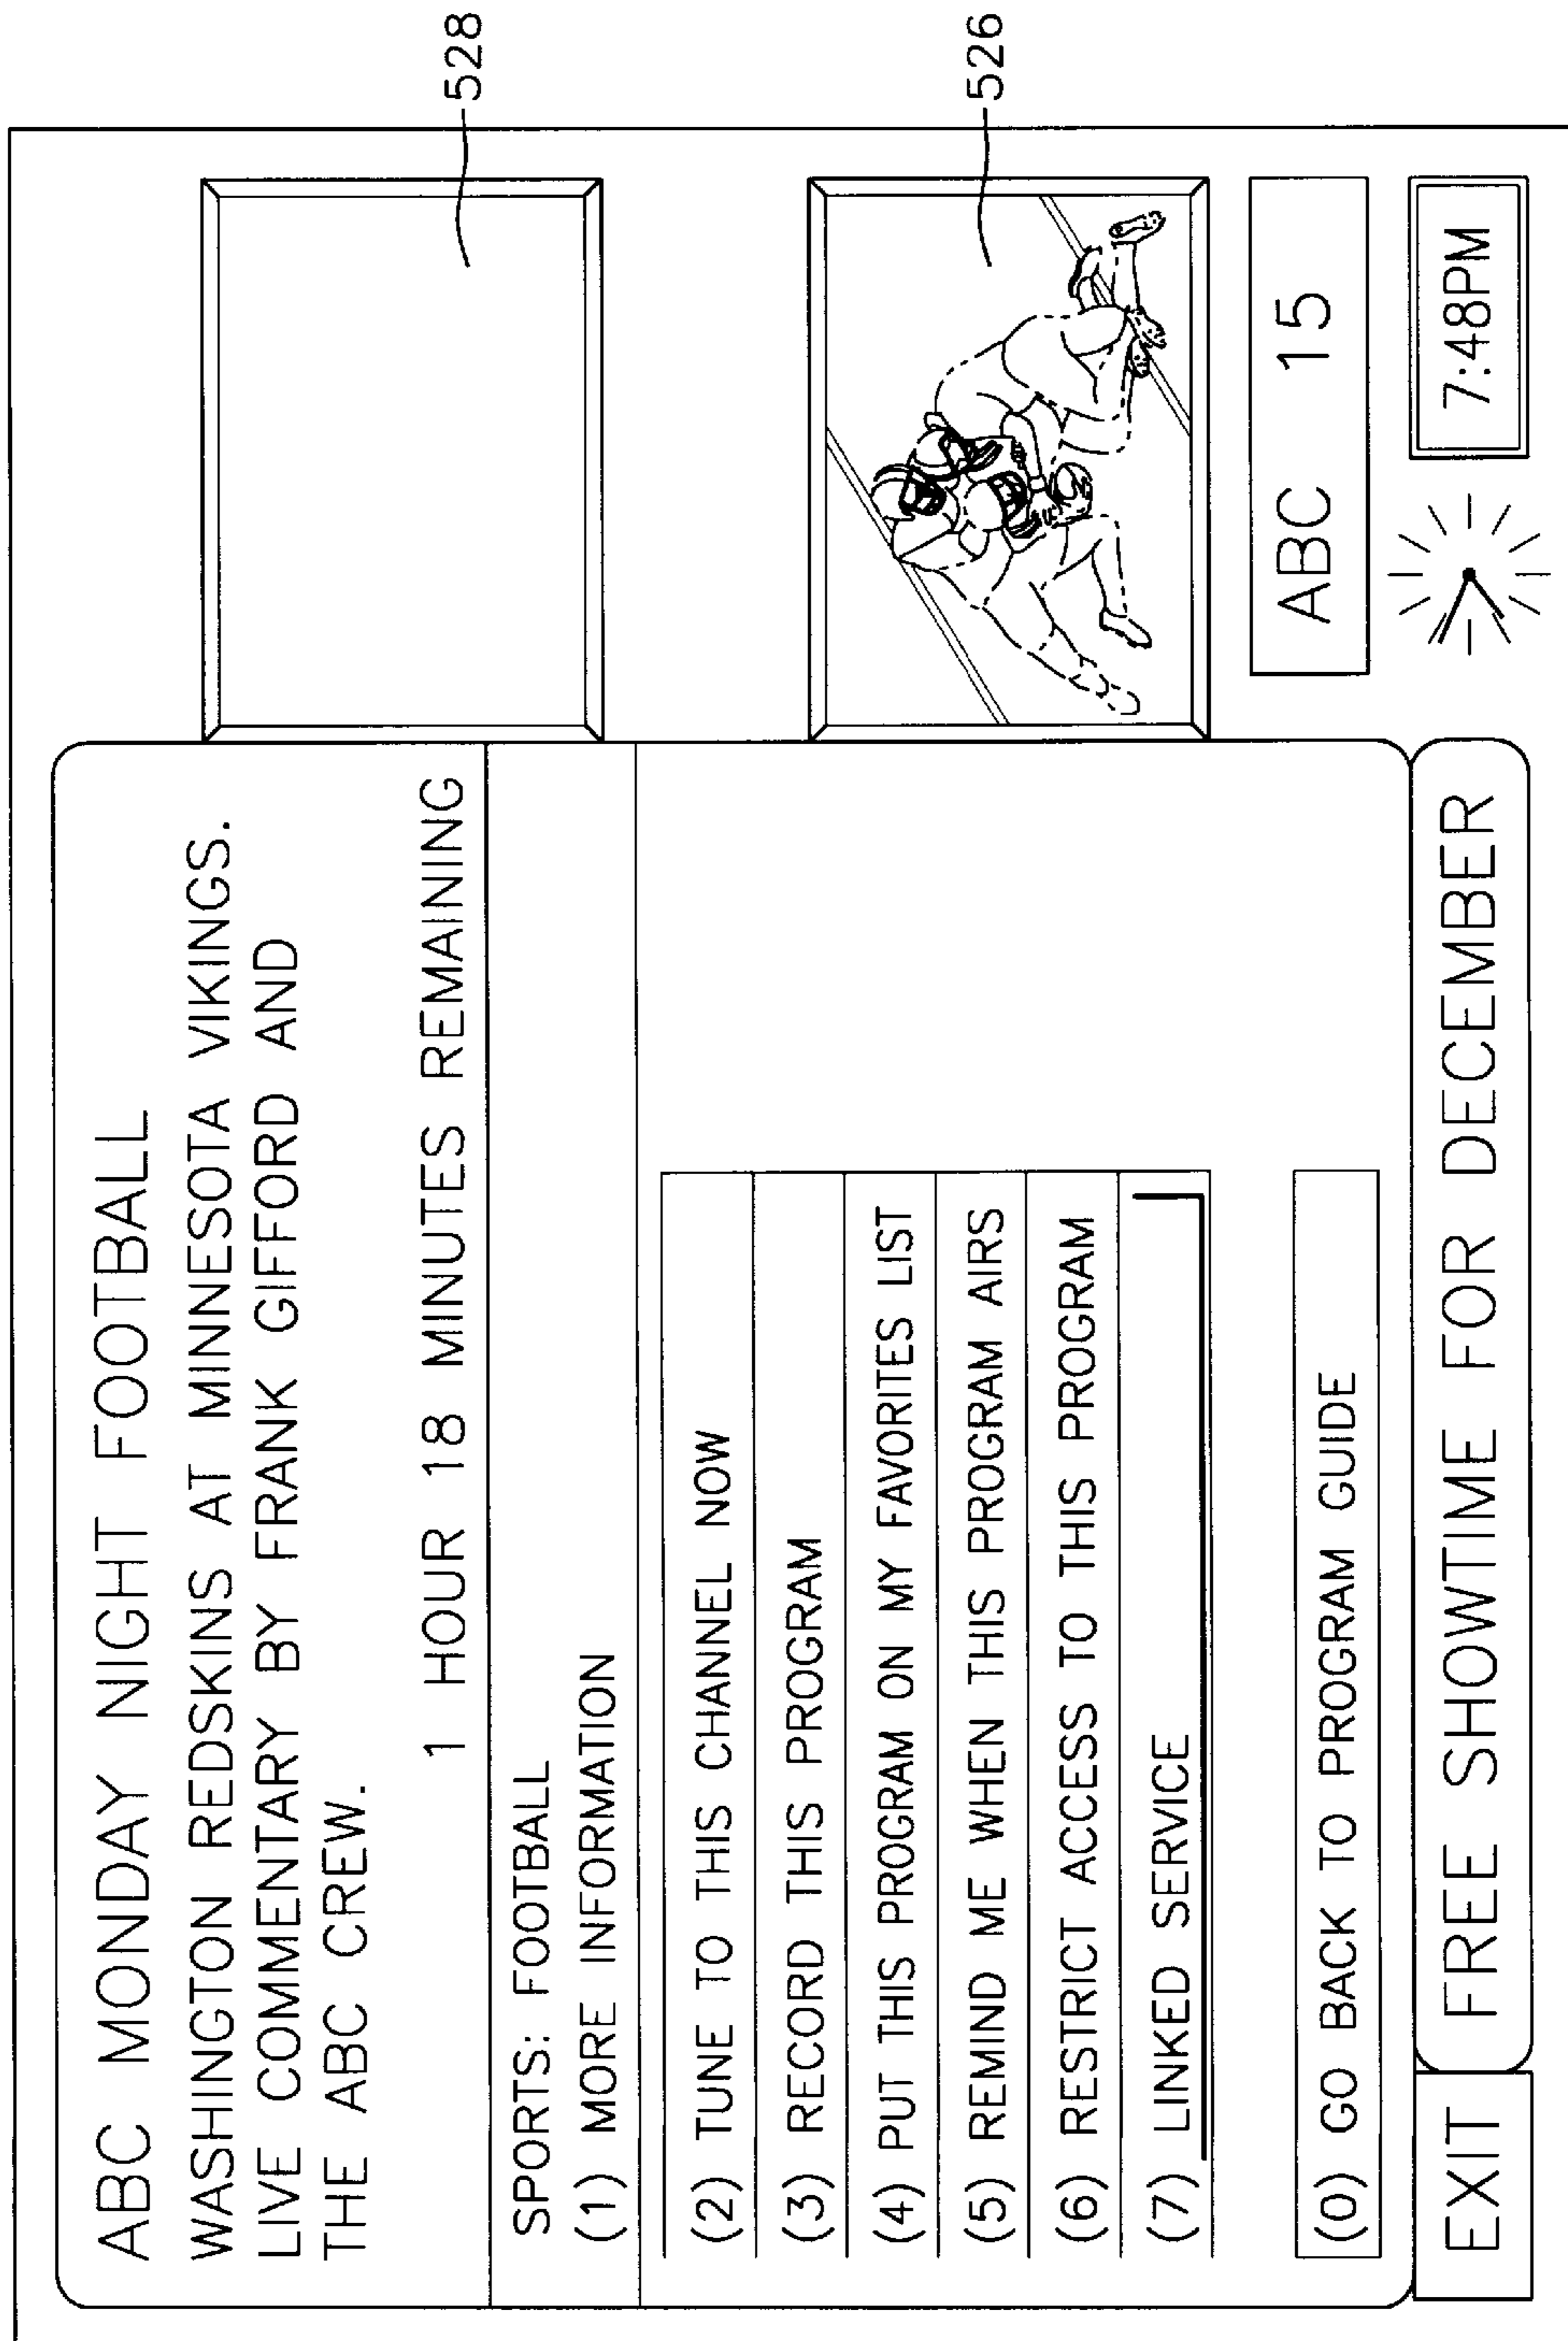 ABC MONDAY NIGHT FOOTBALL
WASHINGTON REDSKINS AT MINNESOTA VIKINGS.
LIVE COMMENTARY BY FRANK GIFFORD AND
THE ABC CREW.
1 HOUR 18 MINUTES REMAINING
SPORTS: FOOTBALL
(1) MORE INFORMATION
(2) TUNE TO THIS CHANNEL NOW
(3) RECORD THIS PROGRAM
(4) PUT THIS PROGRAM ON MY FAVORITES LIST
(5) REMIND ME WHEN THIS PROGRAM AIRS
(6) RESTRICT ACCESS TO THIS PROGRAM
(7) LINKED SERVICE
(0) GO BACK TO PROGRAM GUIDE
EXIT
FREE SHOWTIME FOR DECEMBER
528
526
ABC 15
7:48PM